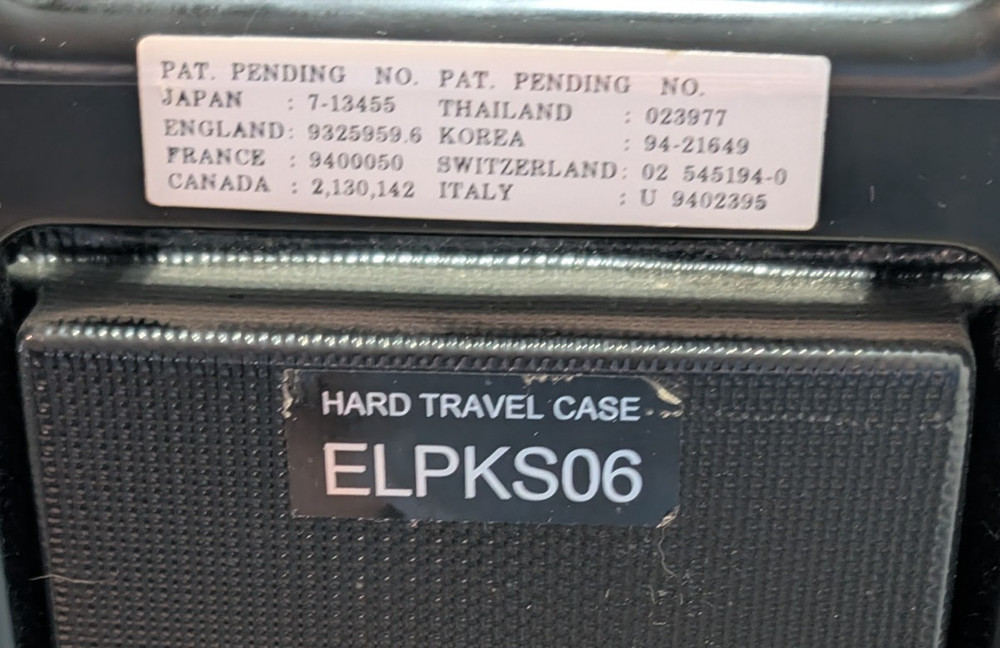 PAT. PENDING NO. PAT. PENDING NO.
JAPAN : 7-13455 THAILAND : 023977
ENGLAND: 9325959.6 KOREA : 94-21649
FRANCE : 9400050 SWITZERLAND: 02 545194-0
CANADA : 2,130,142 ITALY : U 9402395
HARD TRAVEL CASE
ELPKS06